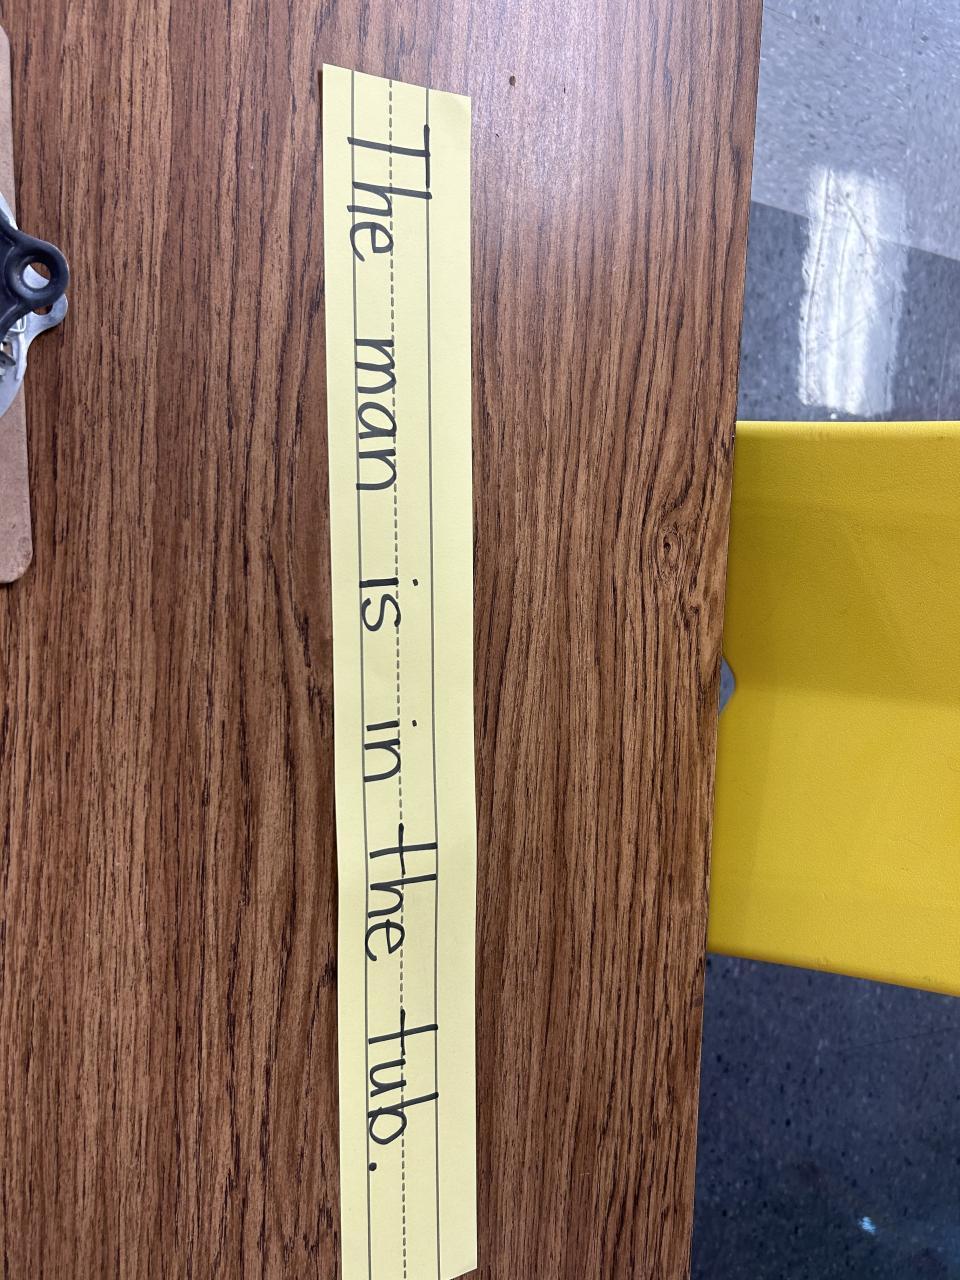 The man is in the tub.